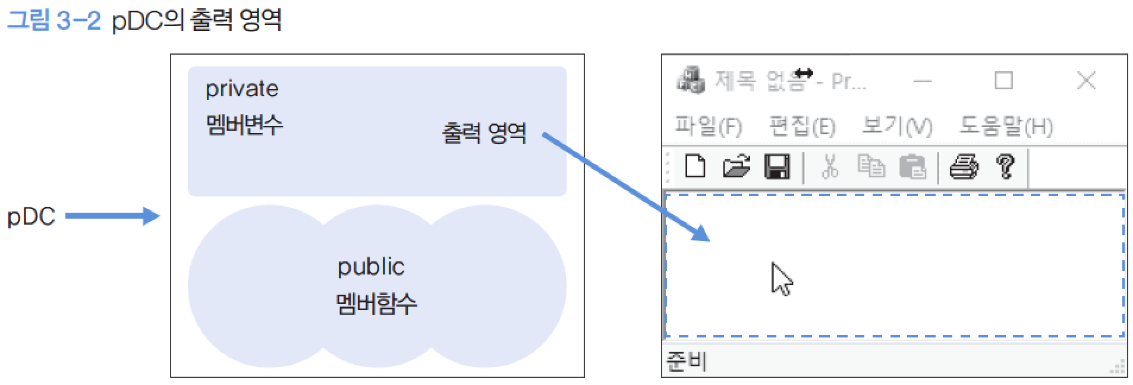 그림 3-2 pDC의 출력 영역
pDC
private
멤버변수
출력 영역
public
멤버함수
제목 없음 - Pr...
파일(F) 편집(E) 보기(V) 도움말(H)
준비